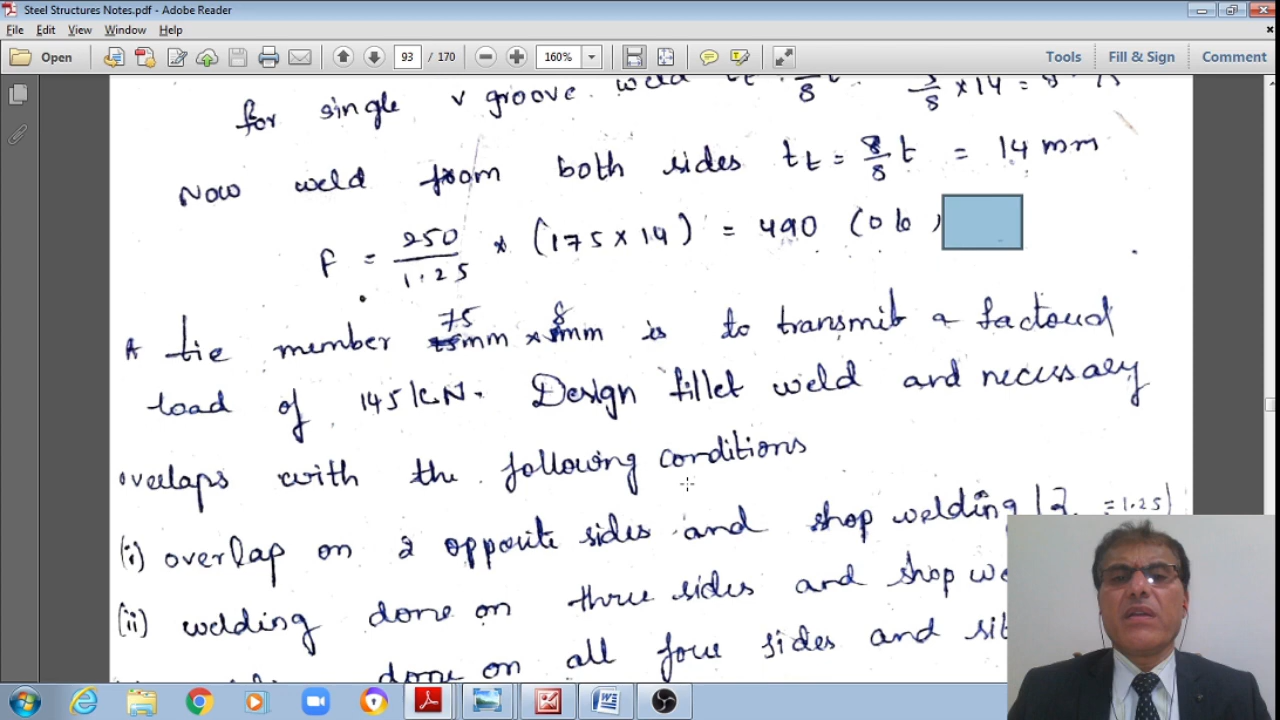 Steel Structures Notes.pdf - Adobe Reader
File Edit View Window Help
Open 93 / 170 160% Tools Fill & Sign Comment
for single v groove weld
Now weld from both sides tt = 8/8 t = 14 mm
P = 250/1.25 * (175 x 14) = 490
A tie member 75mm x 8mm is to transmit a factoud
load of 145 kN. Design fillet weld and necessary
overlaps with the following conditions
(i) overlap on 2 opposite sides and shop welding = 1.25)
(ii) welding done on three sides and shop
done on all four sides and